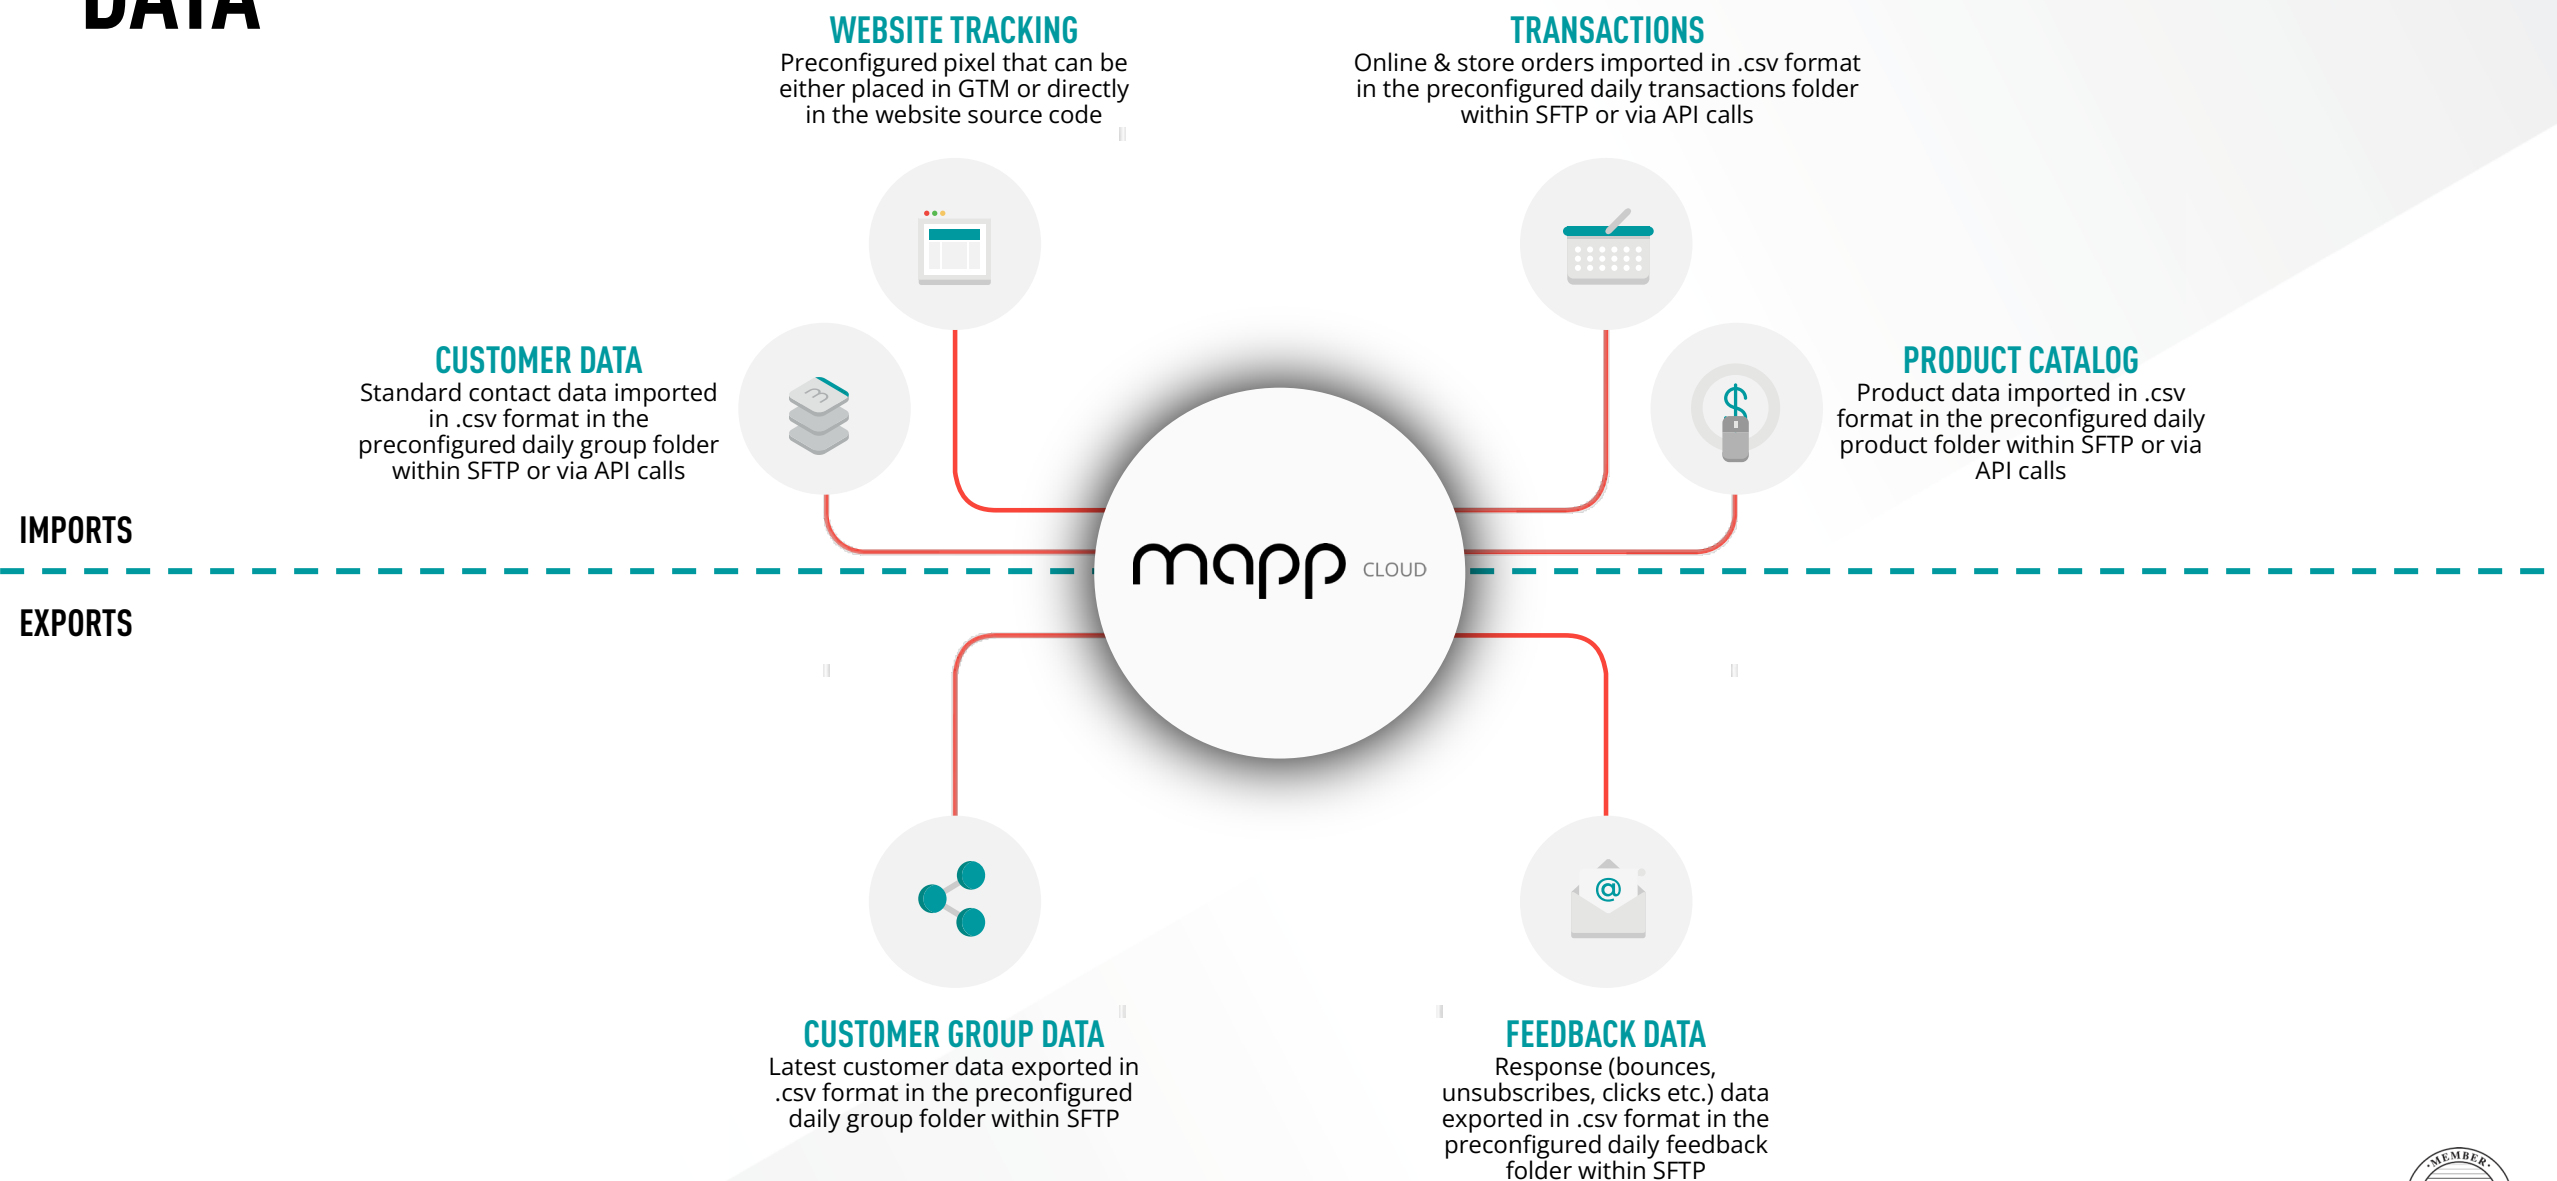 DATA
WEBSITE TRACKING
Preconfigured pixel that can be
either placed in GTM or directly
in the website source code
TRANSACTIONS
Online & store orders imported in .csv format
in the preconfigured daily transactions folder
within SFTP or via API calls
CUSTOMER DATA
Standard contact data imported
in .csv format in the
preconfigured daily group folder
within SFTP or via API calls
PRODUCT CATALOG
Product data imported in .csv
format in the preconfigured daily
product folder within SFTP or via
API calls
IMPORTS
mapp CLOUD
EXPORTS
CUSTOMER GROUP DATA
Latest customer data exported in
.csv format in the preconfigured
daily group folder within SFTP
FEEDBACK DATA
Response (bounces,
unsubscribes, clicks etc.) data
exported in .csv format in the
preconfigured daily feedback
folder within SFTP
·MEMBER·